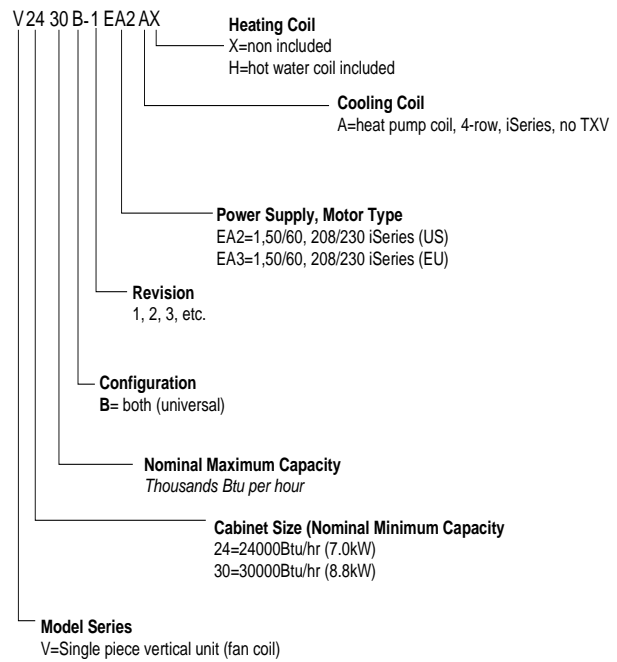 V 24 30 B-1 EA2 AX
Heating Coil
X=non included
H=hot water coil included
Cooling Coil
A=heat pump coil, 4-row, iSeries, no TXV
Power Supply, Motor Type
EA2=1,50/60, 208/230 iSeries (US)
EA3=1,50/60, 208/230 iSeries (EU)
Revision
1, 2, 3, etc.
Configuration
B= both (universal)
Nominal Maximum Capacity
Thousands Btu per hour
Cabinet Size (Nominal Minimum Capacity
24=24000Btu/hr (7.0kW)
30=30000Btu/hr (8.8kW)
Model Series
V=Single piece vertical unit (fan coil)